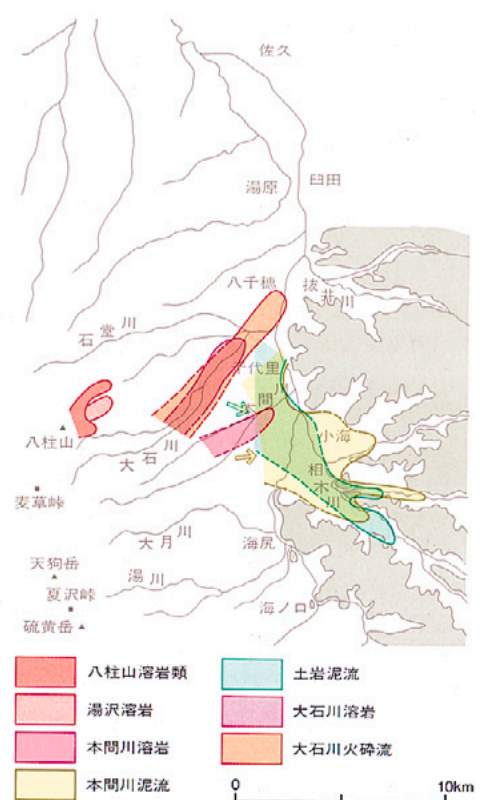 佐久
臼田
湯原
八千穂
抜井川
石堂川
千代里
本間川
小海
八柱山
大石川
相木川
麦草峠
大月川
海尻
天狗岳
湯川
夏沢峠
海ノ口
硫黄岳
八柱山溶岩類
土岩泥流
湯沢溶岩
大石川溶岩
本間川溶岩
大石川火砕流
本間川泥流
0
10km